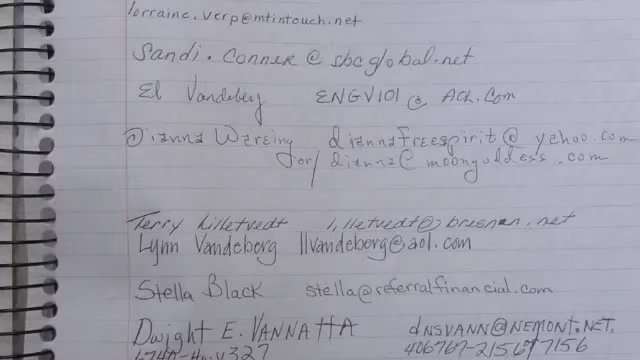 lorraine.verp@mtintouch.net
Sandi.conner@sbcglobal.net
El Vandeberg ENGV101@AOL.Com
Dianna Wareing diannafreespirit@yahoo.com
or/ dianna@moongoddess.com
Terry Lilletvedt lilletvedt@bresnan.net
Lynn Vandeberg llvandeberg@aol.com
Stella Black stella@referralfinancial.com
Dwight E. VANNATTA dNSVANN@NEMONT.NET.
327 406767-2156/7156